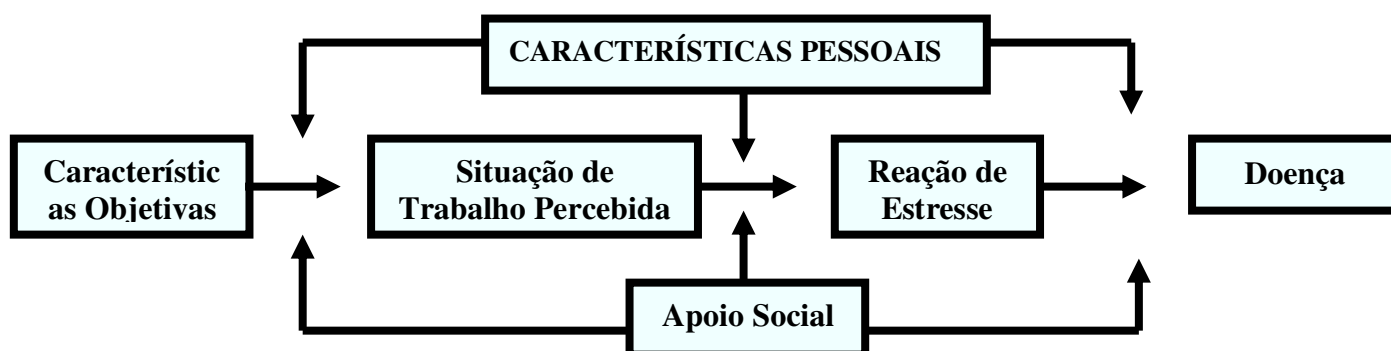 CARACTERÍSTICAS PESSOAIS
Característic
as Objetivas
Situação de
Trabalho Percebida
Reação de
Estresse
Doença
Apoio Social